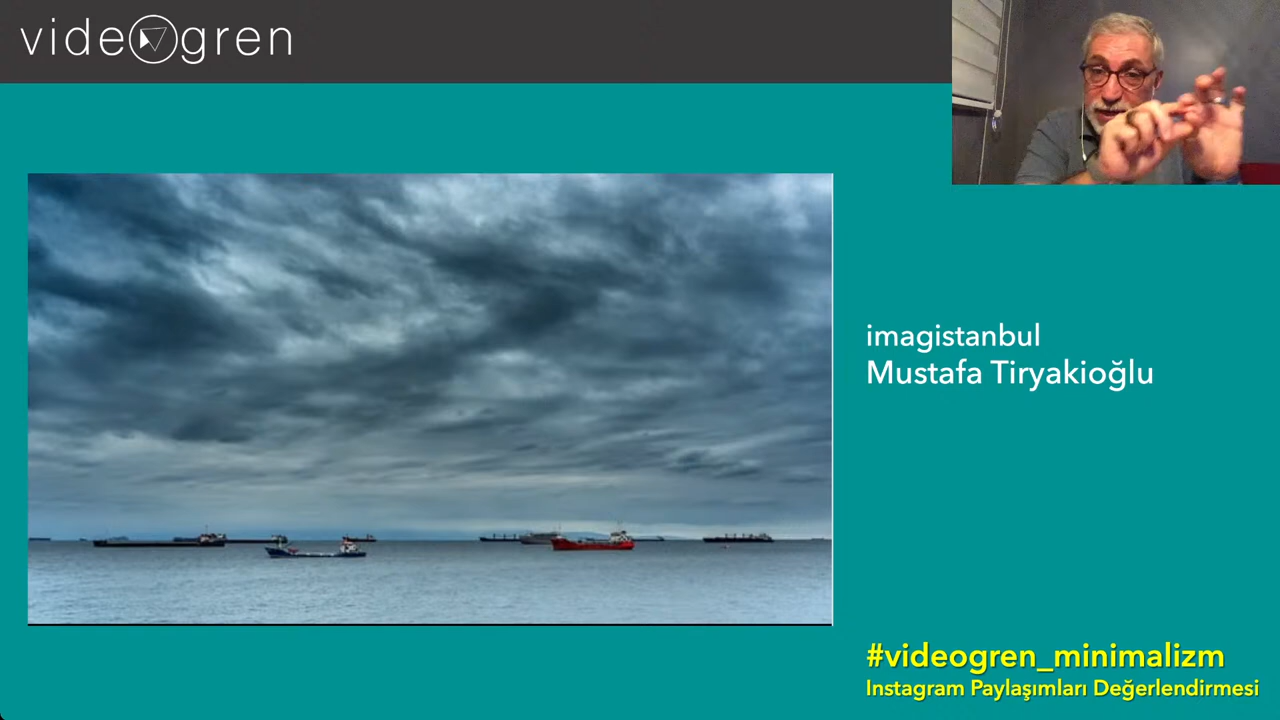 videogren
imagistanbul
Mustafa Tiryakioğlu
#videogren_minimalizm
Instagram Paylaşımları Değerlendirmesi